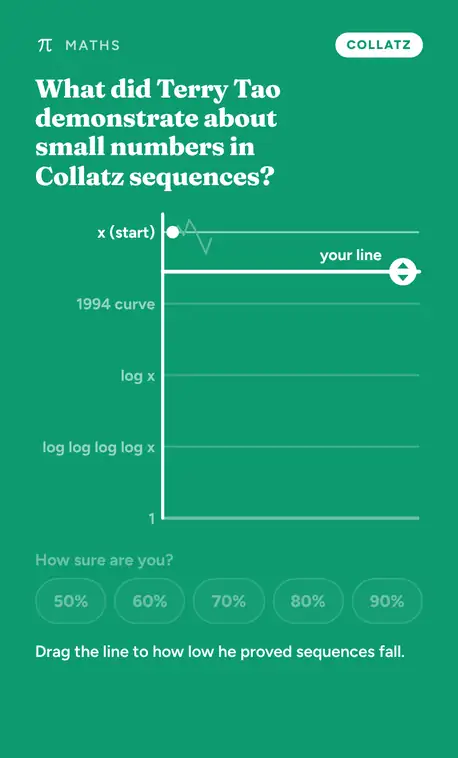 π MATHS
COLLATZ
What did Terry Tao
demonstrate about
small numbers in
Collatz sequences?
x (start)
your line
1994 curve
log x
log log log log x
1
How sure are you?
50% 60% 70% 80% 90%
Drag the line to how low he proved sequences fall.